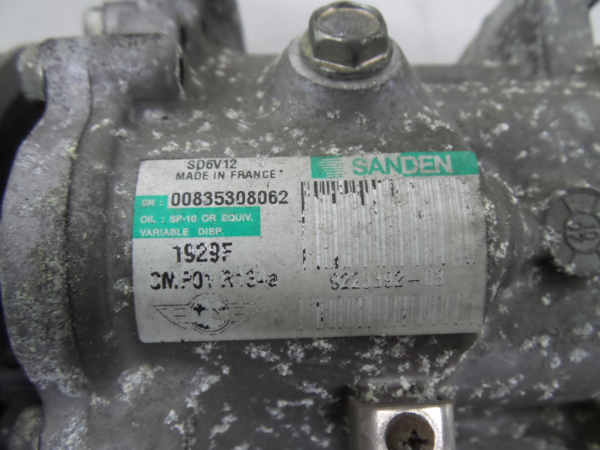 SD6V12
MADE IN FRANCE
SANDEN
SN : 00835308062
OIL : SP-10 OR EQUIV.
VARIABLE DISP.
1929F